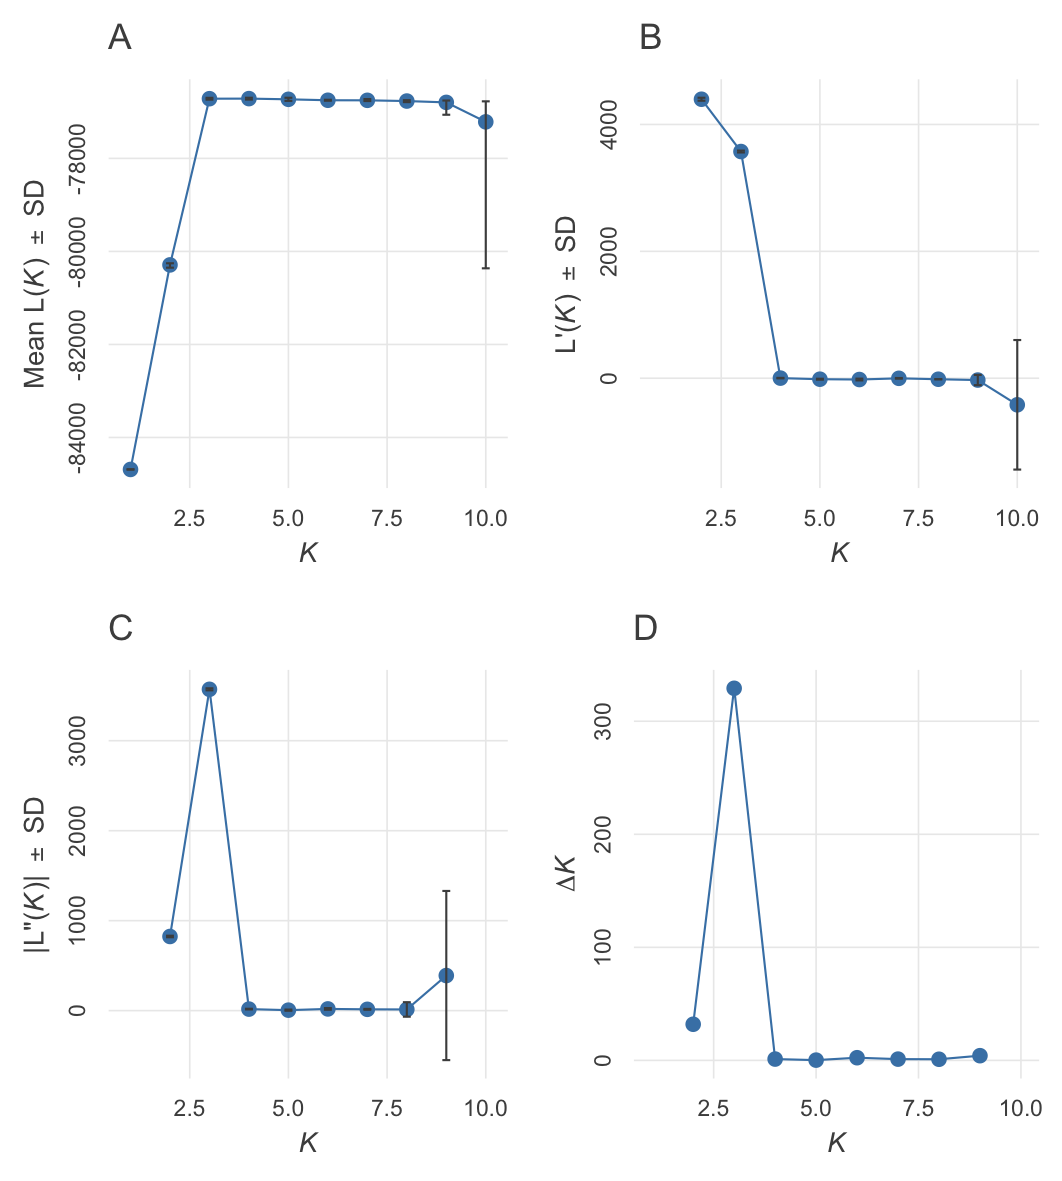 A
Mean L(K) ± SD
-78000
-80000
-82000
-84000
2.5 5.0 7.5 10.0
K
B
L'(K) ± SD
4000
2000
0
2.5 5.0 7.5 10.0
K
C
|L"(K)| ± SD
3000
2000
1000
0
2.5 5.0 7.5 10.0
K
D
ΔK
300
200
100
0
2.5 5.0 7.5 10.0
K